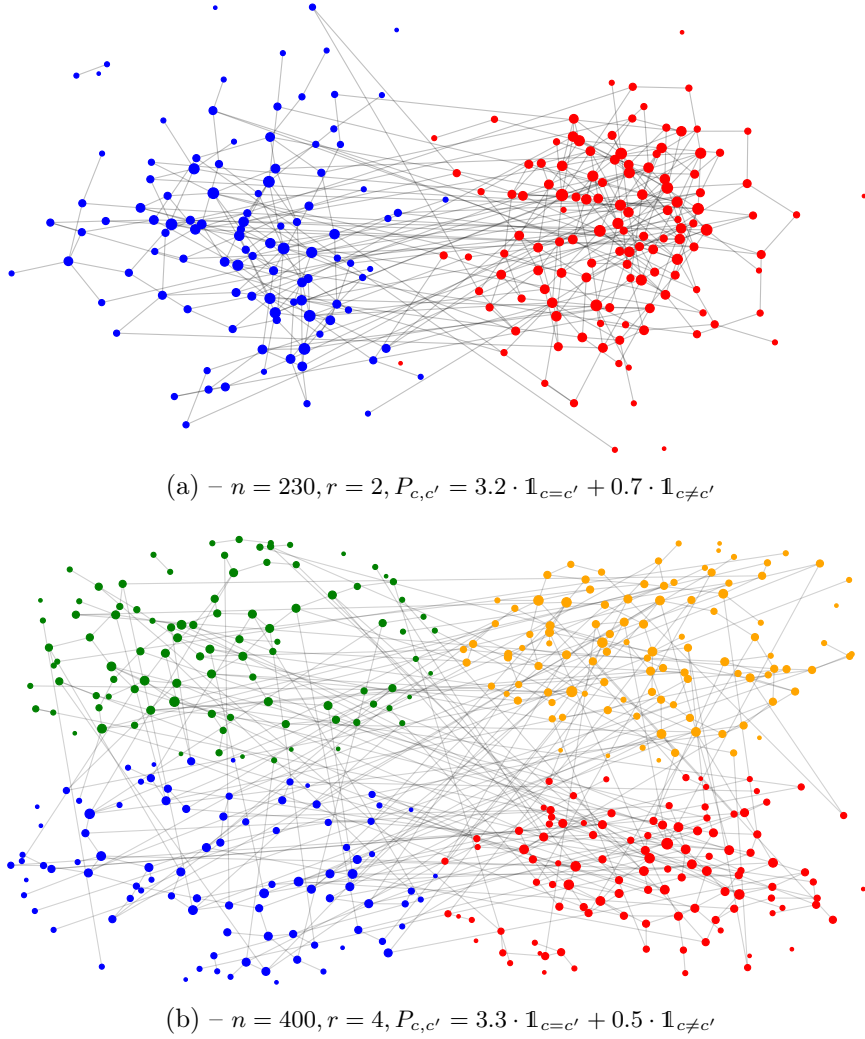 (a) – n = 230, r = 2, P_{c,c′} = 3.2 · 𝟙_{c=c′} + 0.7 · 𝟙_{c≠c′}
(b) – n = 400, r = 4, P_{c,c′} = 3.3 · 𝟙_{c=c′} + 0.5 · 𝟙_{c≠c′}